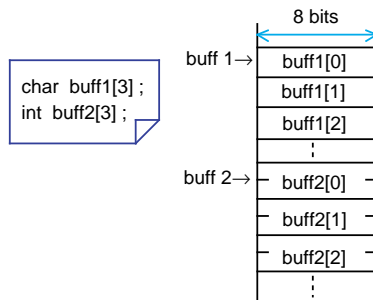 8 bits
char buff1[3] ;
int buff2[3] ;
buff 1→
buff1[0]
buff1[1]
buff1[2]
buff 2→
buff2[0]
buff2[1]
buff2[2]